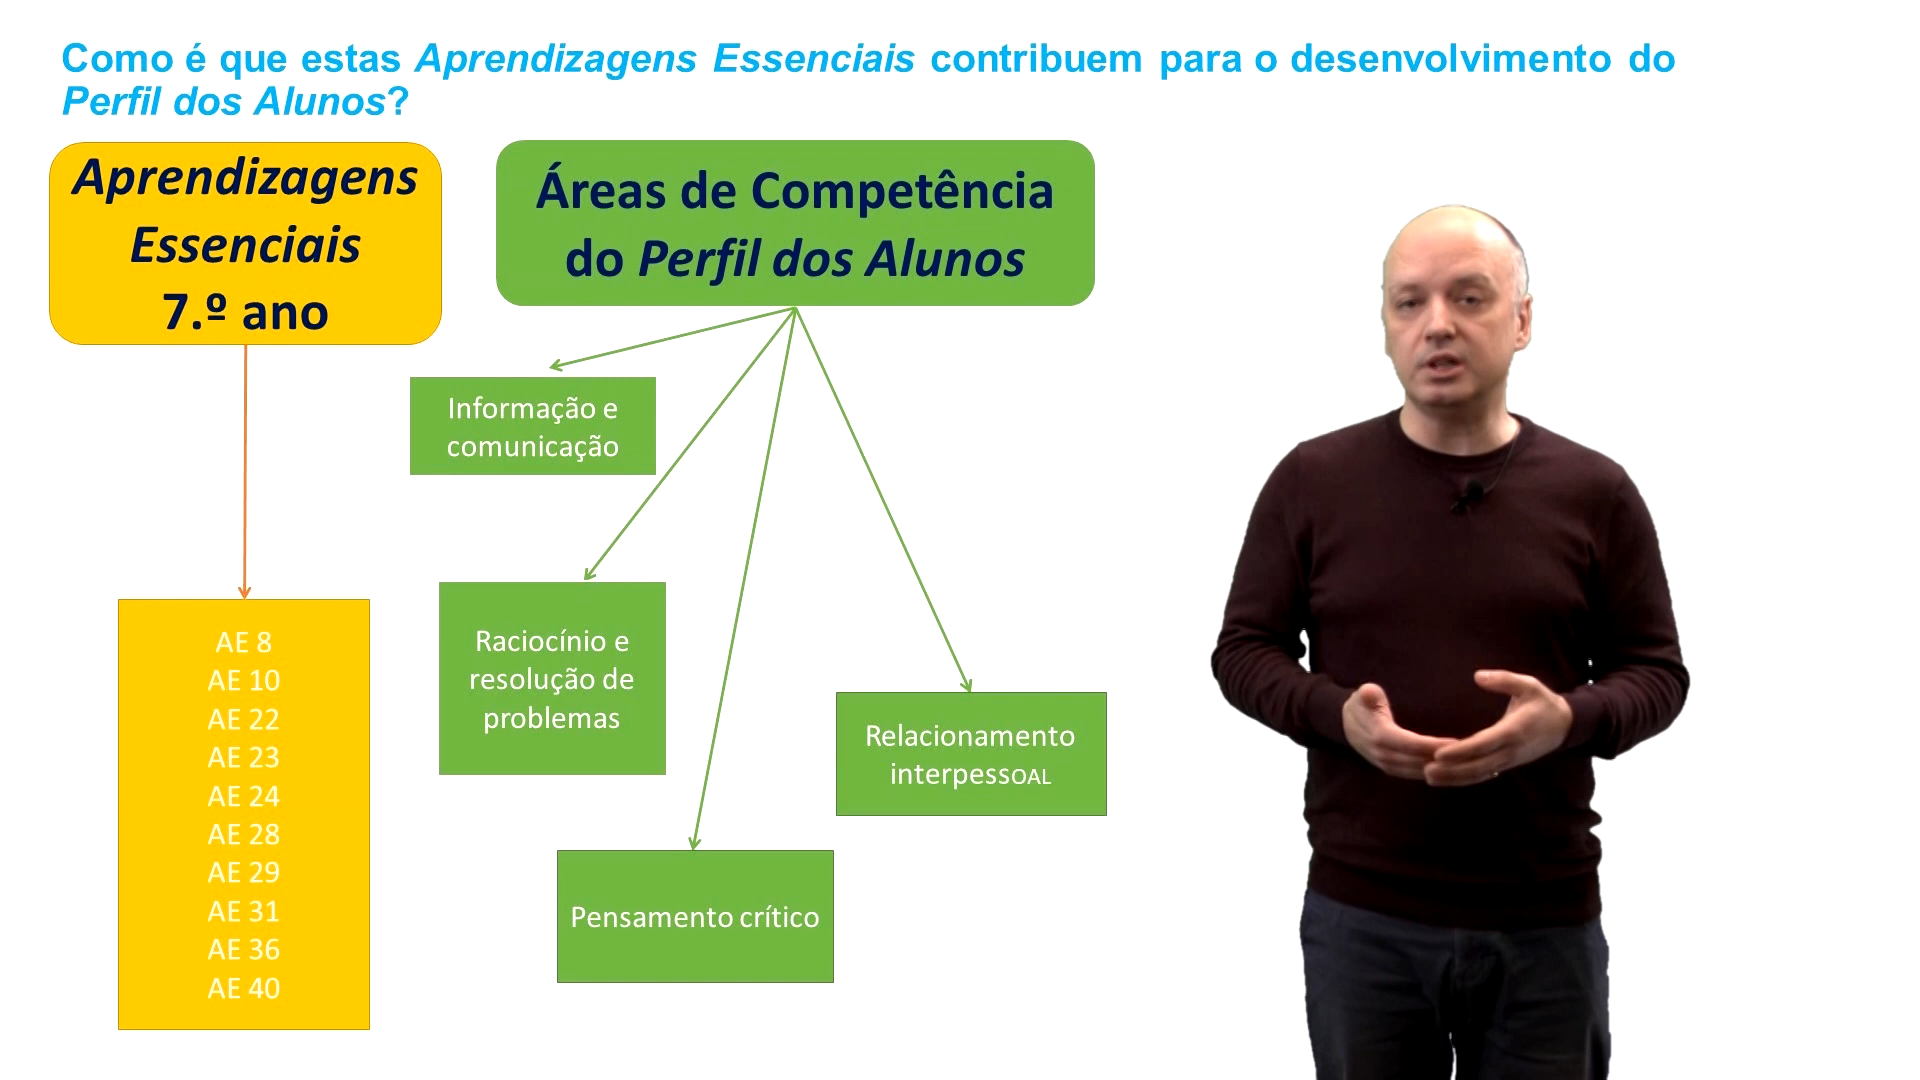 Como é que estas Aprendizagens Essenciais contribuem para o desenvolvimento do
Perfil dos Alunos?
Aprendizagens
Essenciais
7.º ano
Áreas de Competência
do Perfil dos Alunos
Informação e
comunicação
Raciocínio e
resolução de
problemas
Relacionamento
interpessOAL
Pensamento crítico
AE 8
AE 10
AE 22
AE 23
AE 24
AE 28
AE 29
AE 31
AE 36
AE 40